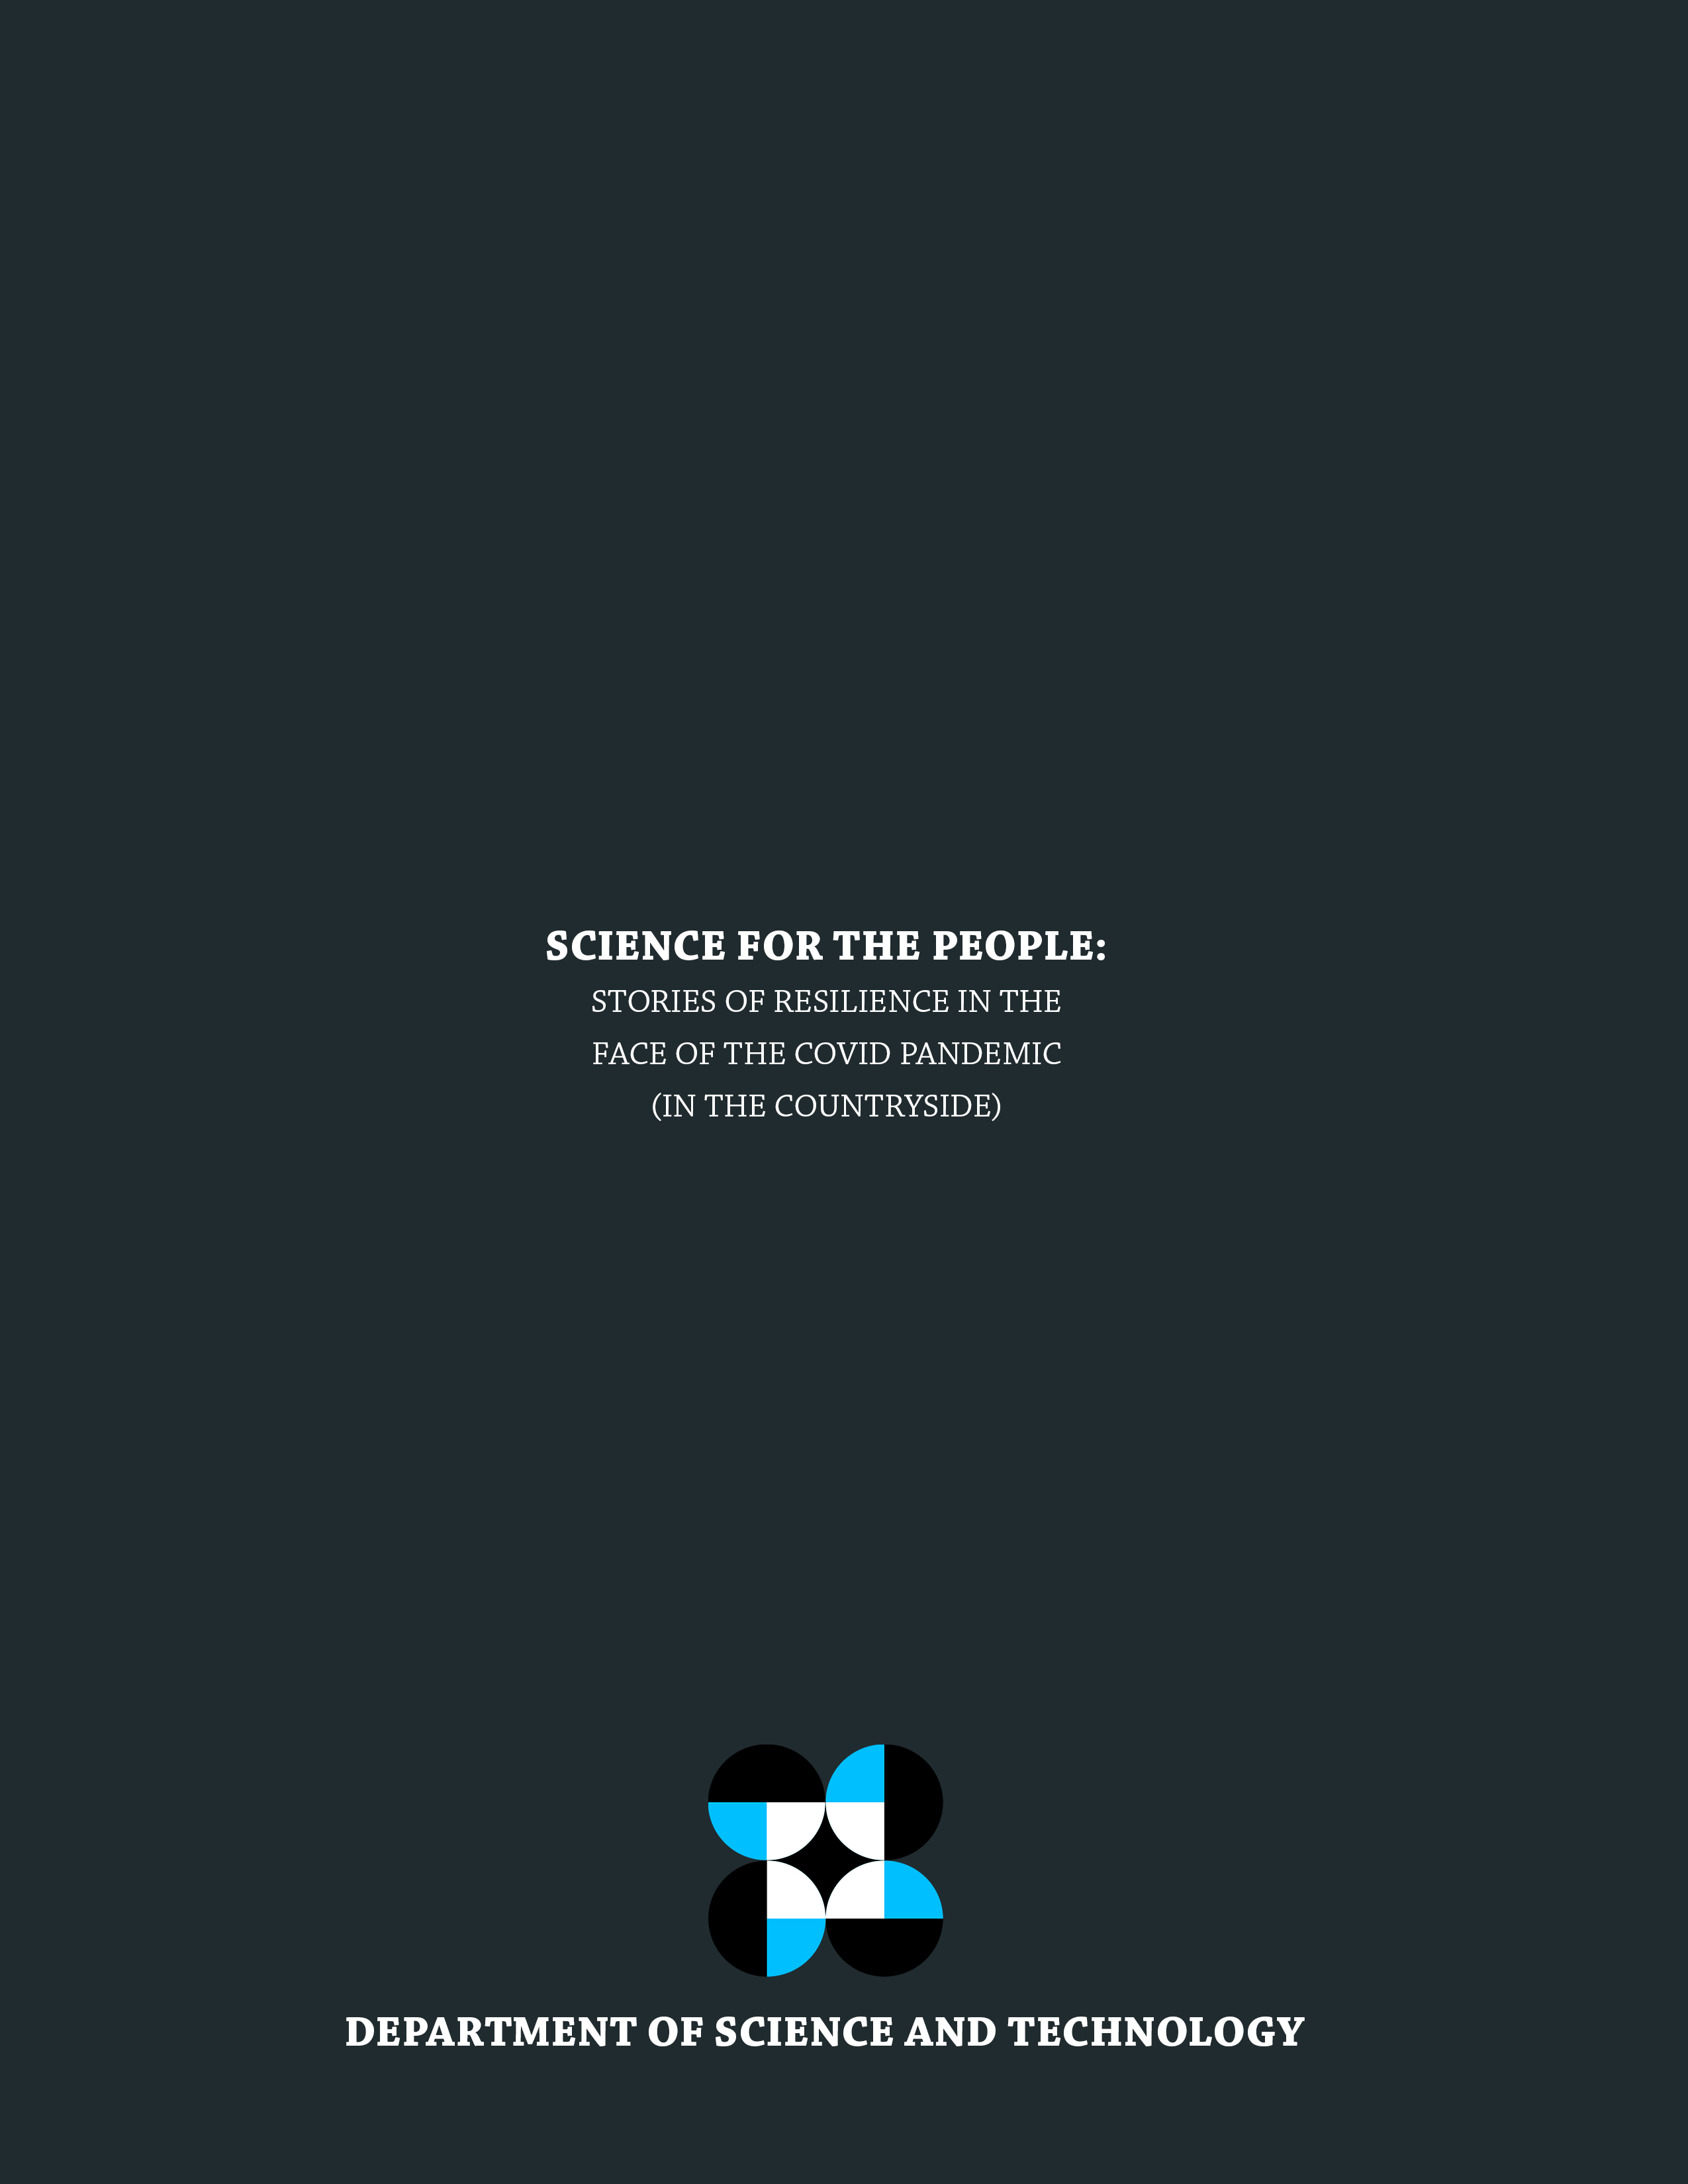 SCIENCE FOR THE PEOPLE:
STORIES OF RESILIENCE IN THE
FACE OF THE COVID PANDEMIC
(IN THE COUNTRYSIDE)
DEPARTMENT OF SCIENCE AND TECHNOLOGY